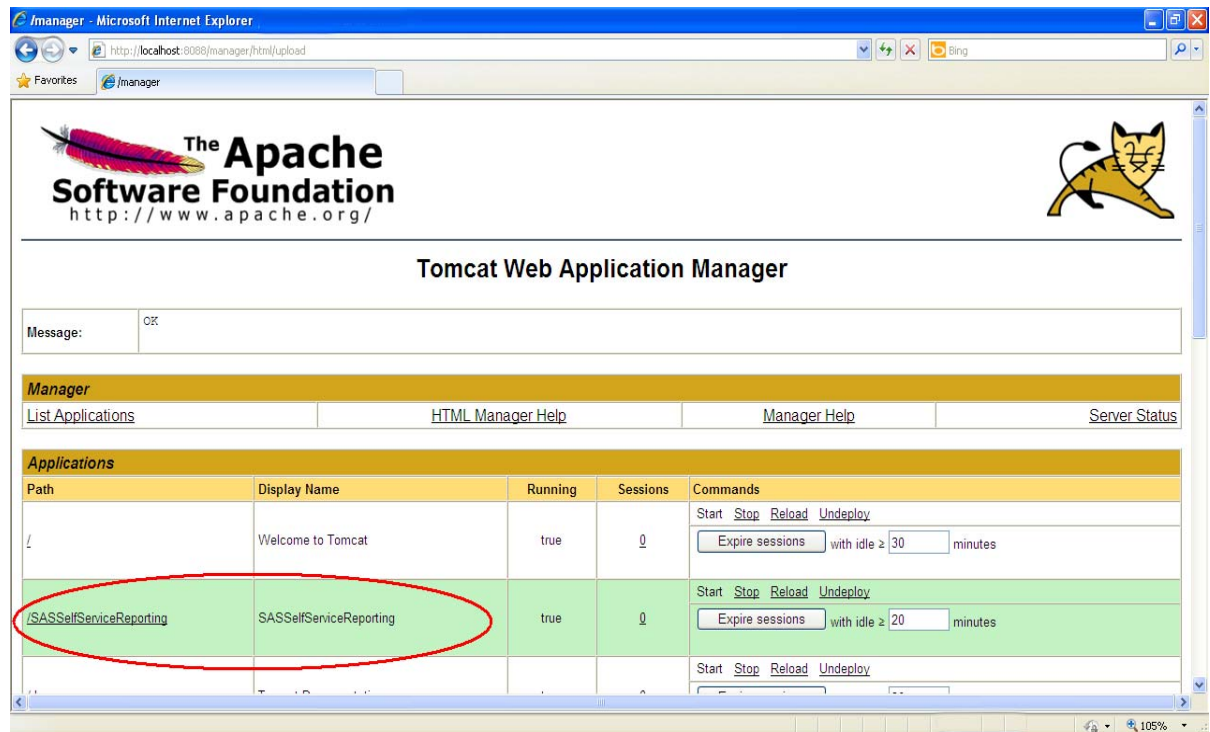 /manager - Microsoft Internet Explorer
http://localhost:8088/manager/html/upload
Bing
Favorites
/manager
The Apache
Software Foundation
http://www.apache.org/
Tomcat Web Application Manager
Message:
OK
Manager
List Applications HTML Manager Help Manager Help Server Status
Applications
Path Display Name Running Sessions Commands
Start Stop Reload Undeploy
/ Welcome to Tomcat true 0
Expire sessions with idle ≥ 30 minutes
Start Stop Reload Undeploy
/SASSelfServiceReporting SASSelfServiceReporting true 0
Expire sessions with idle ≥ 20 minutes
Start Stop Reload Undeploy
105%